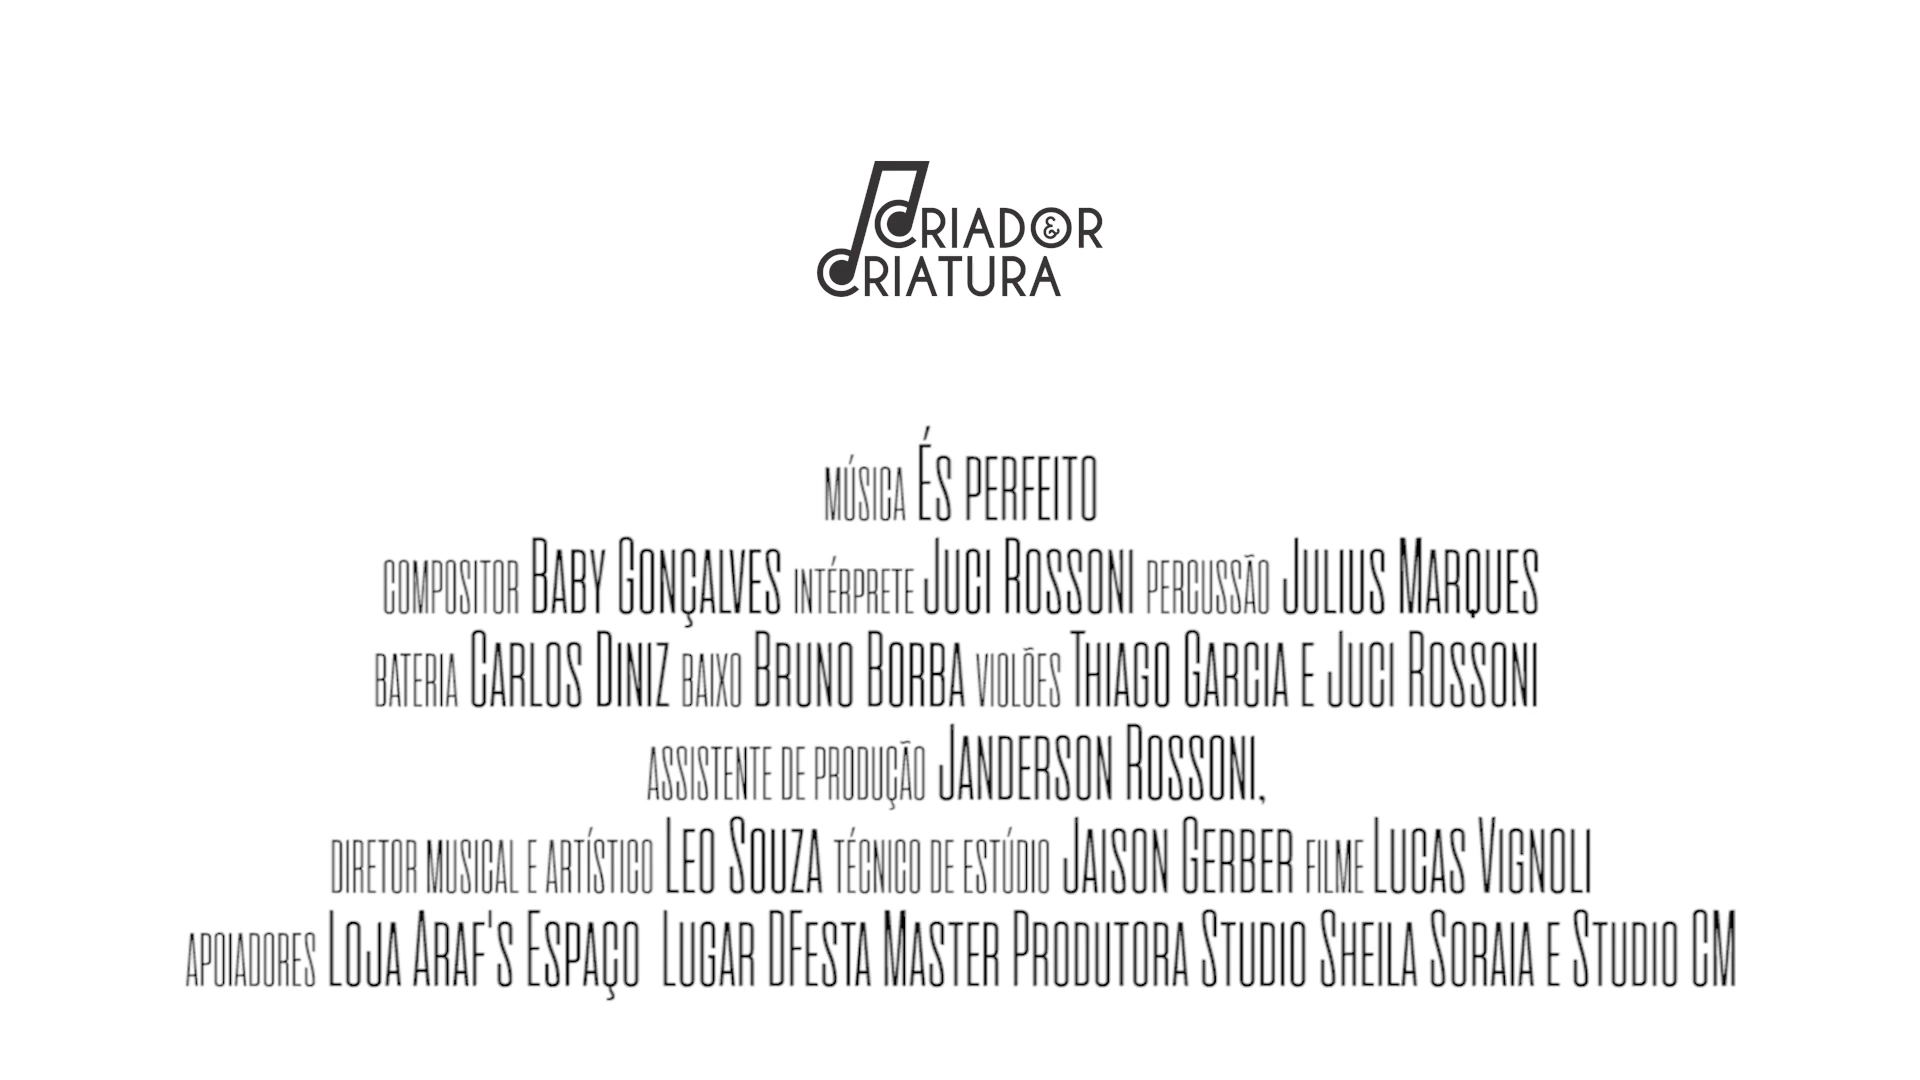 CRIADOR &
CRIATURA
MÚSICA ÉS PERFEITO
COMPOSITOR BABY GONÇALVES INTÉRPRETE JUCI ROSSONI PERCUSSÃO JULIUS MARQUES
BATERIA CARLOS DINIZ BAIXO BRUNO BORBA VIOLÕES THIAGO GARCIA E JUCI ROSSONI
ASSISTENTE DE PRODUÇÃO JANDERSON ROSSONI,
DIRETOR MUSICAL E ARTÍSTICO LEO SOUZA TÉCNICO DE ESTÚDIO JAISON GERBER FILME LUCAS VIGNOLI
APOIADORES LOJA ARAF'S ESPAÇO LUGAR DFESTA MASTER PRODUTORA STUDIO SHEILA SORAIA E STUDIO CM